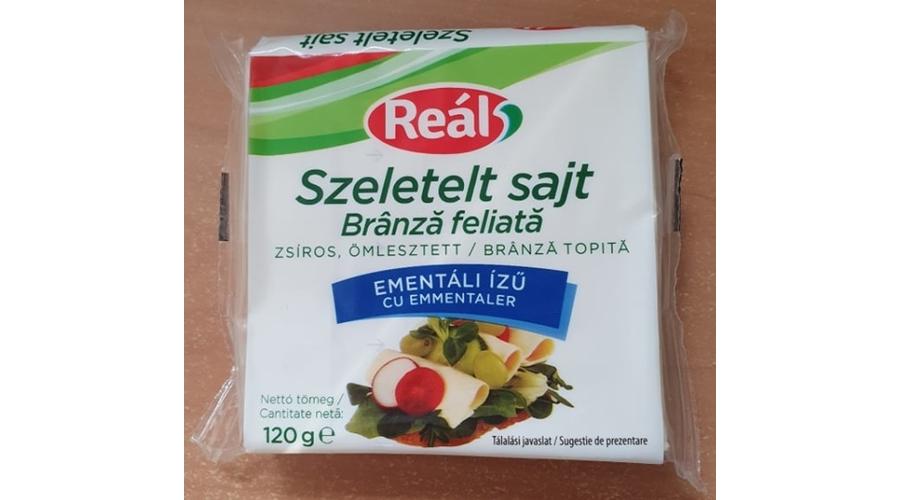 Szeletelt sajt
Reál
Szeletelt sajt
Brânză feliată
ZSÍROS, ÖMLESZTETT / BRÂNZĂ TOPITĂ
EMENTÁLI ÍZŰ
CU EMMENTALER
Nettó tömeg /
Cantitate netă:
120 g ℮
Tálalási javaslat / Sugestie de prezentare